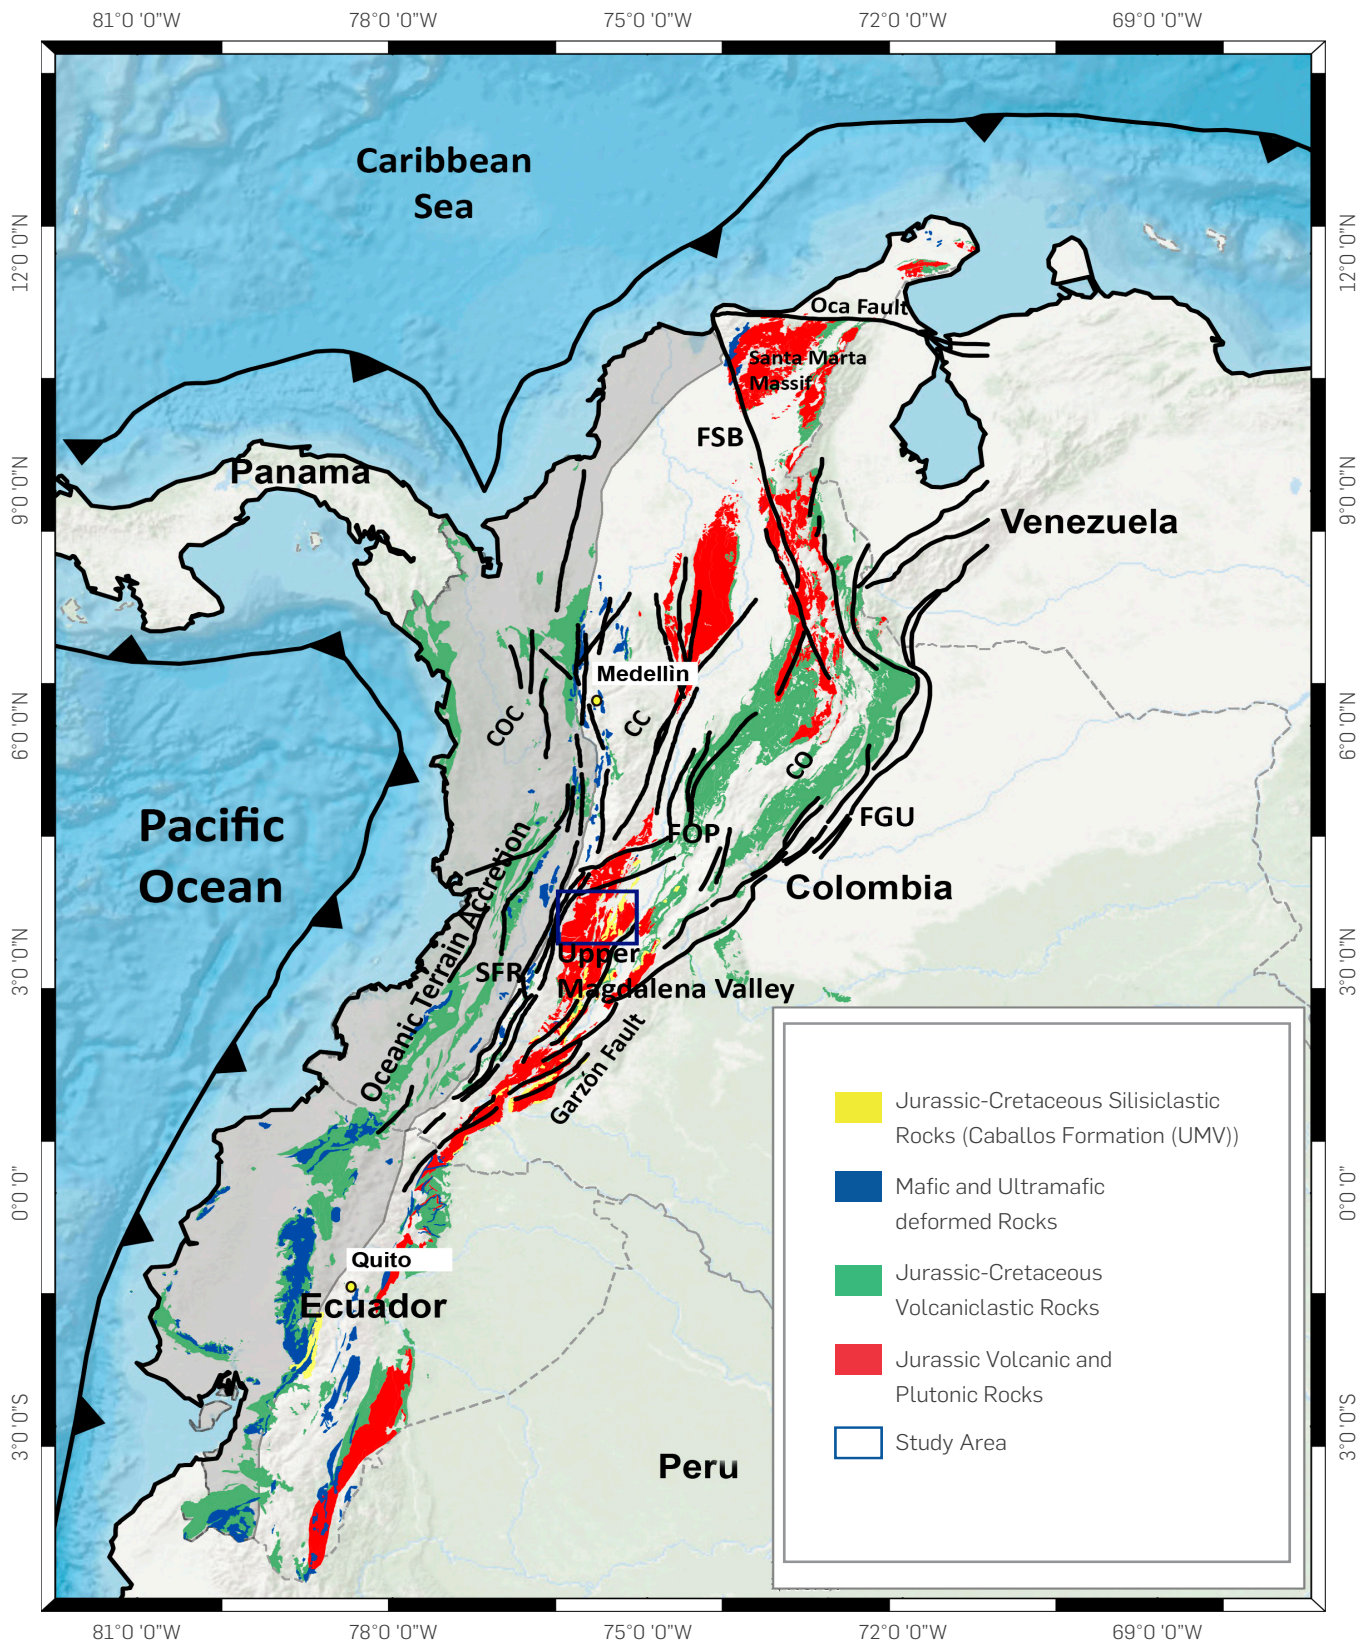 81°0 '0"W
78°0 '0"W
75°0 '0"W
72°0 '0"W
69°0 '0"W
12°0 '0"N
9°0 '0"N
6°0 '0"N
3°0 '0"N
0°0 '0"
3°0 '0"S
Caribbean
Sea
Oca Fault
Santa Marta
Massif
FSB
Panama
Venezuela
Medellìn
COC
CC
CO
Pacific
Ocean
FOP
FGU
Colombia
Oceanic Terrain Accretion
SFR
Upper
Magdalena Valley
Garzón Fault
Quito
Ecuador
Peru
Jurassic-Cretaceous Silisiclastic
Rocks (Caballos Formation (UMV))
Mafic and Ultramafic
deformed Rocks
Jurassic-Cretaceous
Volcaniclastic Rocks
Jurassic Volcanic and
Plutonic Rocks
Study Area
12°0 '0"N
9°0 '0"N
6°0 '0"N
3°0 '0"N
0°0 '0"
3°0 '0"S
81°0 '0"W
78°0 '0"W
75°0 '0"W
72°0 '0"W
69°0 '0"W